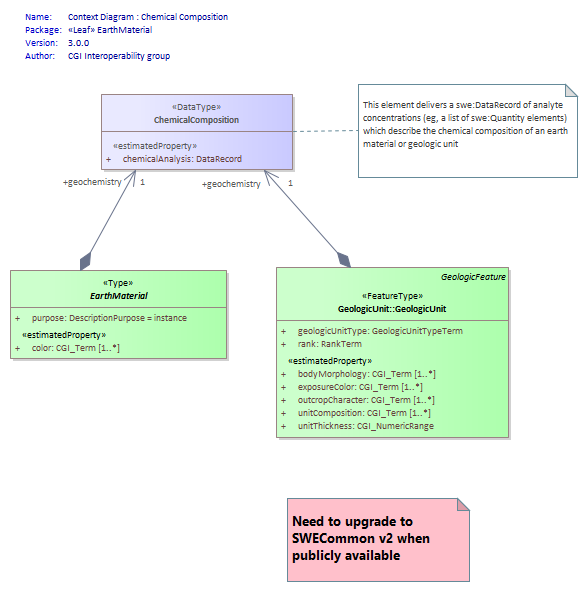 Name: Context Diagram : Chemical Composition
Package: «Leaf» EarthMaterial
Version: 3.0.0
Author: CGI Interoperability group
«DataType»
ChemicalComposition
«estimatedProperty»
+ chemicalAnalysis: DataRecord
This element delivers a swe:DataRecord of analyte
concentrations (eg, a list of swe:Quantity elements)
which describe the chemical composition of an earth
material or geologic unit
+geochemistry 1
+geochemistry 1
«Type»
EarthMaterial
+ purpose: DescriptionPurpose = instance
«estimatedProperty»
+ color: CGI_Term [1..*]
GeologicFeature
«FeatureType»
GeologicUnit::GeologicUnit
+ geologicUnitType: GeologicUnitTypeTerm
+ rank: RankTerm
«estimatedProperty»
+ bodyMorphology: CGI_Term [1..*]
+ exposureColor: CGI_Term [1..*]
+ outcropCharacter: CGI_Term [1..*]
+ unitComposition: CGI_Term [1..*]
+ unitThickness: CGI_NumericRange
Need to upgrade to
SWECommon v2 when
publicly available